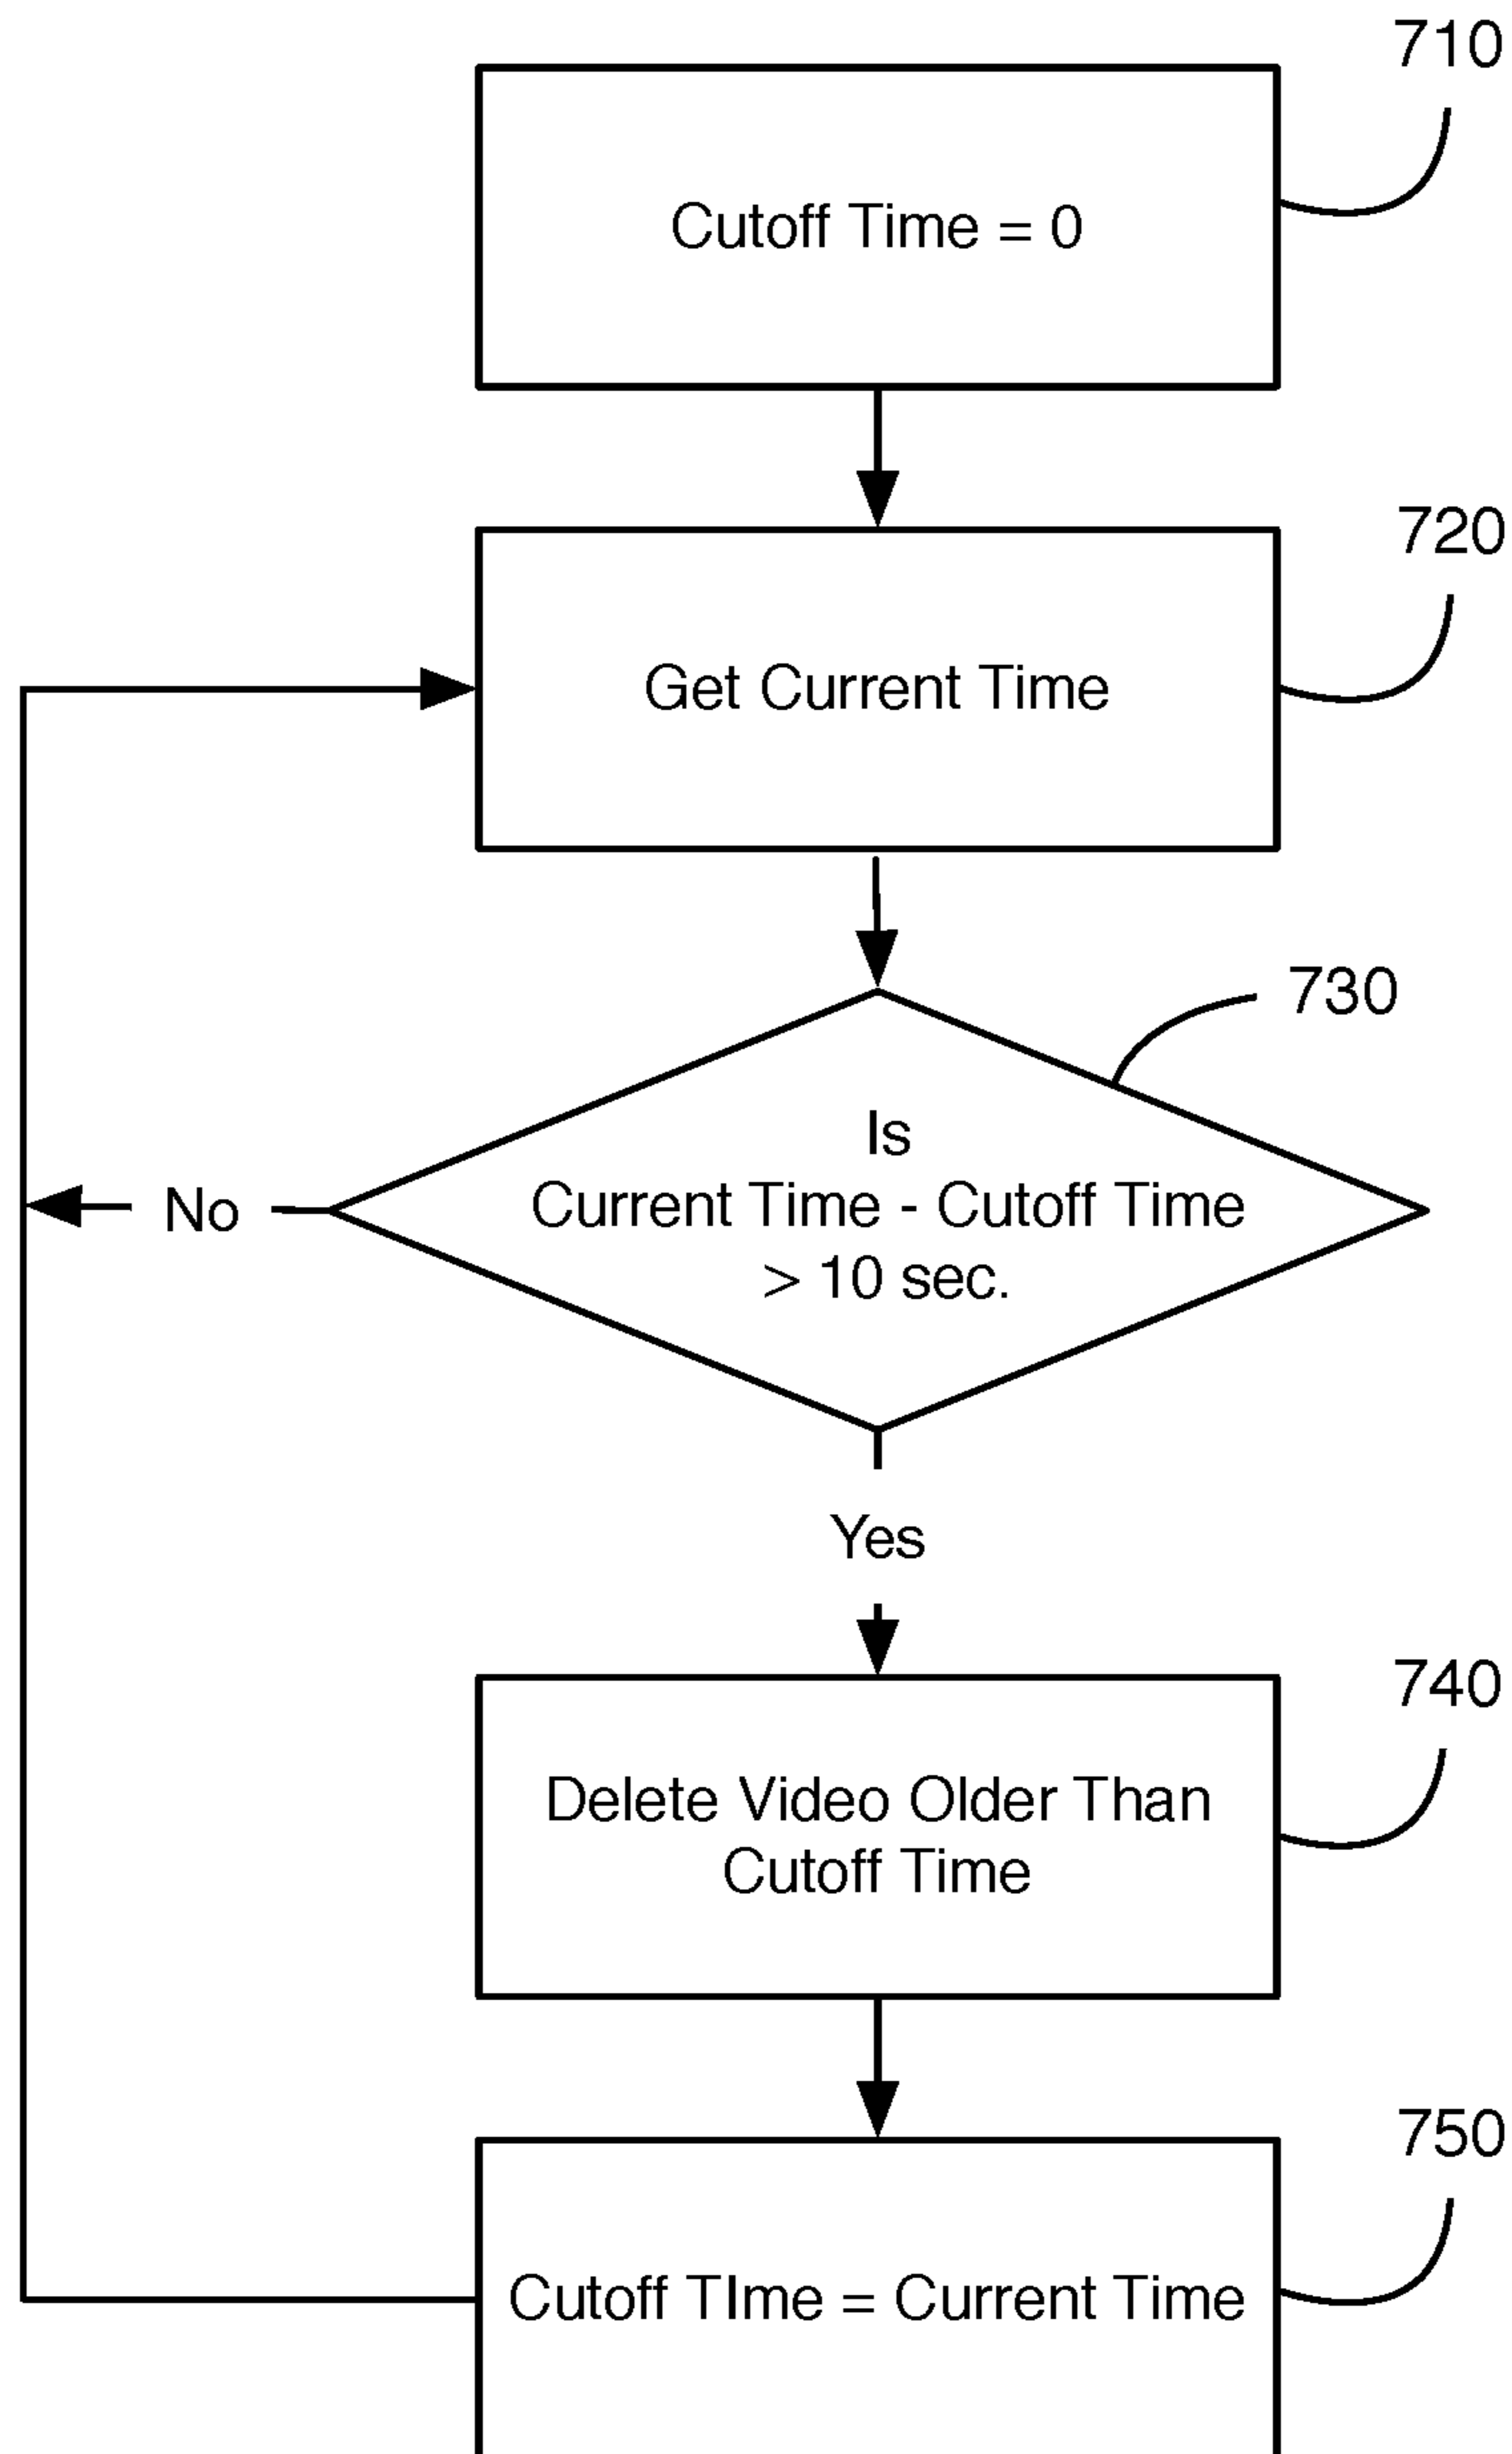 710
Cutoff Time = 0
720
Get Current Time
730
Is
Current Time - Cutoff Time
> 10 sec.
No
Yes
740
Delete Video Older Than
Cutoff Time
750
Cutoff TIme = Current Time